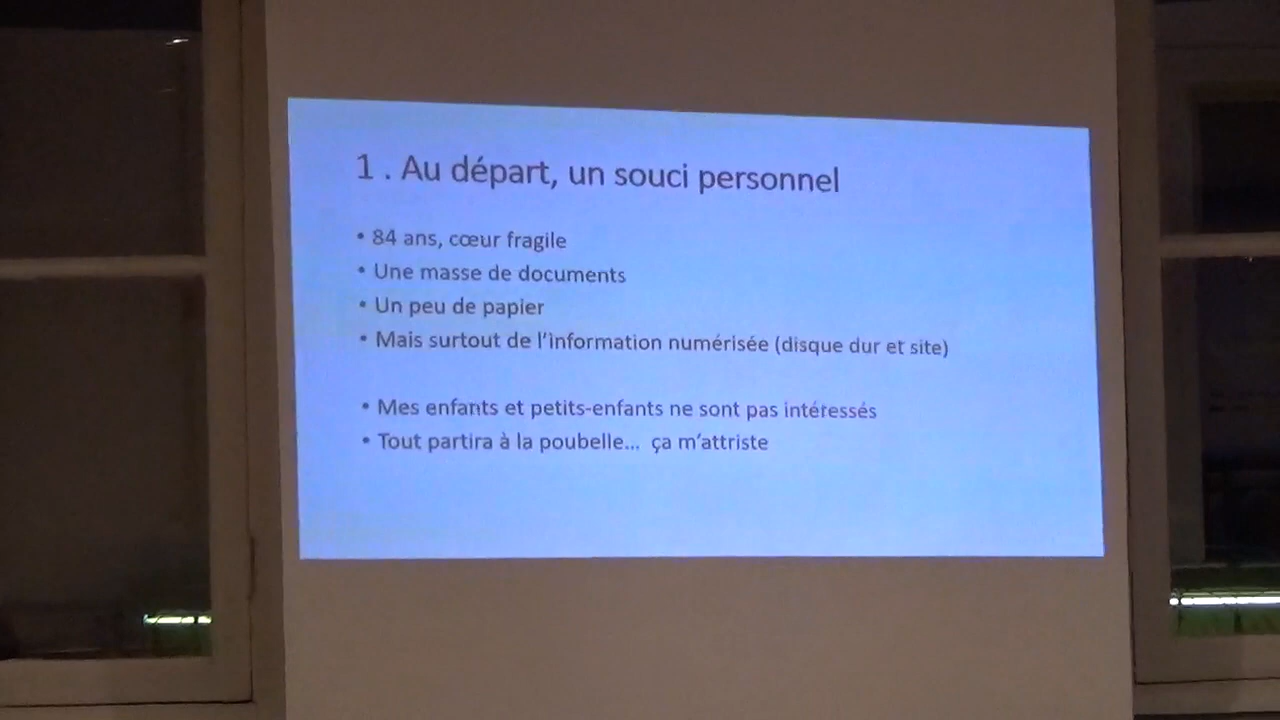 1 . Au départ, un souci personnel
• 84 ans, cœur fragile
• Une masse de documents
• Un peu de papier
• Mais surtout de l’information numérisée (disque dur et site)
• Mes enfants et petits-enfants ne sont pas intéressés
• Tout partira à la poubelle… ça m’attriste